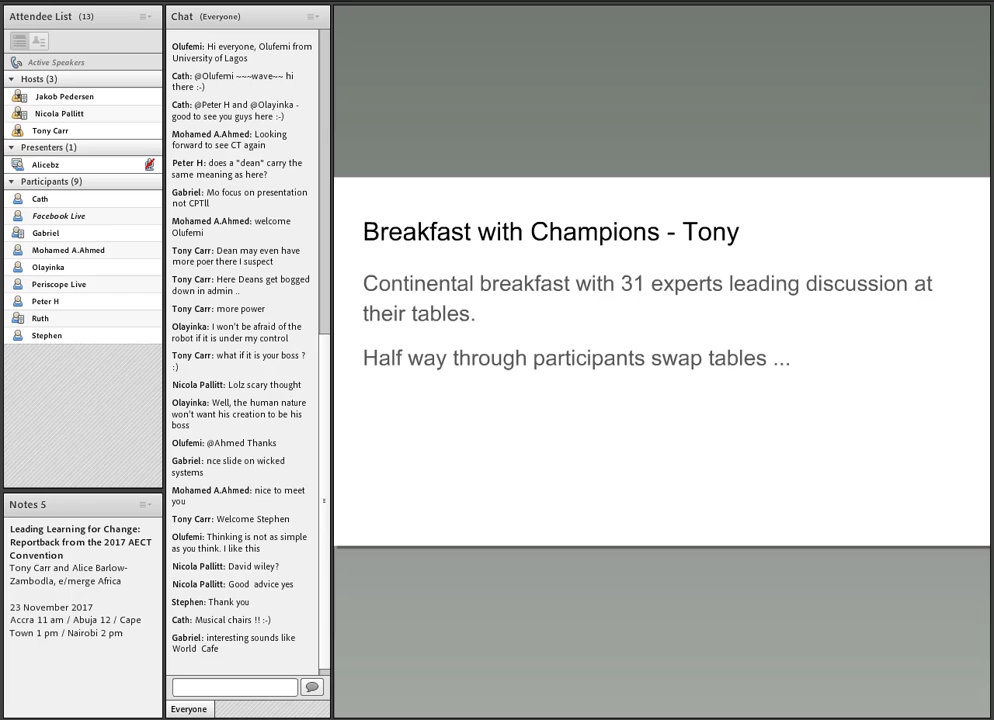 Attendee List (13)
Active Speakers
Hosts (3)
Jakob Pedersen
Nicola Pallitt
Tony Carr
Presenters (1)
Alicebz
Participants (9)
Cath
Facebook Live
Gabriel
Mohamed A.Ahmed
Olayinka
Periscope Live
Peter H
Ruth
Stephen
Notes 5
Leading Learning for Change:
Reportback from the 2017 AECT
Convention
Tony Carr and Alice Barlow-
Zambodla, e/merge Africa
23 November 2017
Accra 11 am / Abuja 12 / Cape
Town 1 pm / Nairobi 2 pm
Chat (Everyone)
Olufemi: Hi everyone, Olufemi from
University of Lagos
Cath: @Olufemi ~~~wave~~ hi
there :-)
Cath: @Peter H and @Olayinka -
good to see you guys here :-)
Mohamed A.Ahmed: Looking
forward to see CT again
Peter H: does a "dean" carry the
same meaning as here?
Gabriel: Mo focus on presentation
not CPTll
Mohamed A.Ahmed: welcome
Olufemi
Tony Carr: Dean may even have
more poer there I suspect
Tony Carr: Here Deans get bogged
down in admin ..
Tony Carr: more power
Olayinka: I won't be afraid of the
robot if it is under my control
Tony Carr: what if it is your boss ?
:)
Nicola Pallitt: Lolz scary thought
Olayinka: Well, the human nature
won't want his creation to be his
boss
Olufemi: @Ahmed Thanks
Gabriel: nce slide on wicked
systems
Mohamed A.Ahmed: nice to meet
you
Tony Carr: Welcome Stephen
Olufemi: Thinking is not as simple
as you think. I like this
Nicola Pallitt: David wiley?
Nicola Pallitt: Good  advice yes
Stephen: Thank you
Cath: Musical chairs !! :-)
Gabriel: interesting sounds like
World  Cafe
Everyone
Breakfast with Champions - Tony
Continental breakfast with 31 experts leading discussion at
their tables.
Half way through participants swap tables ...